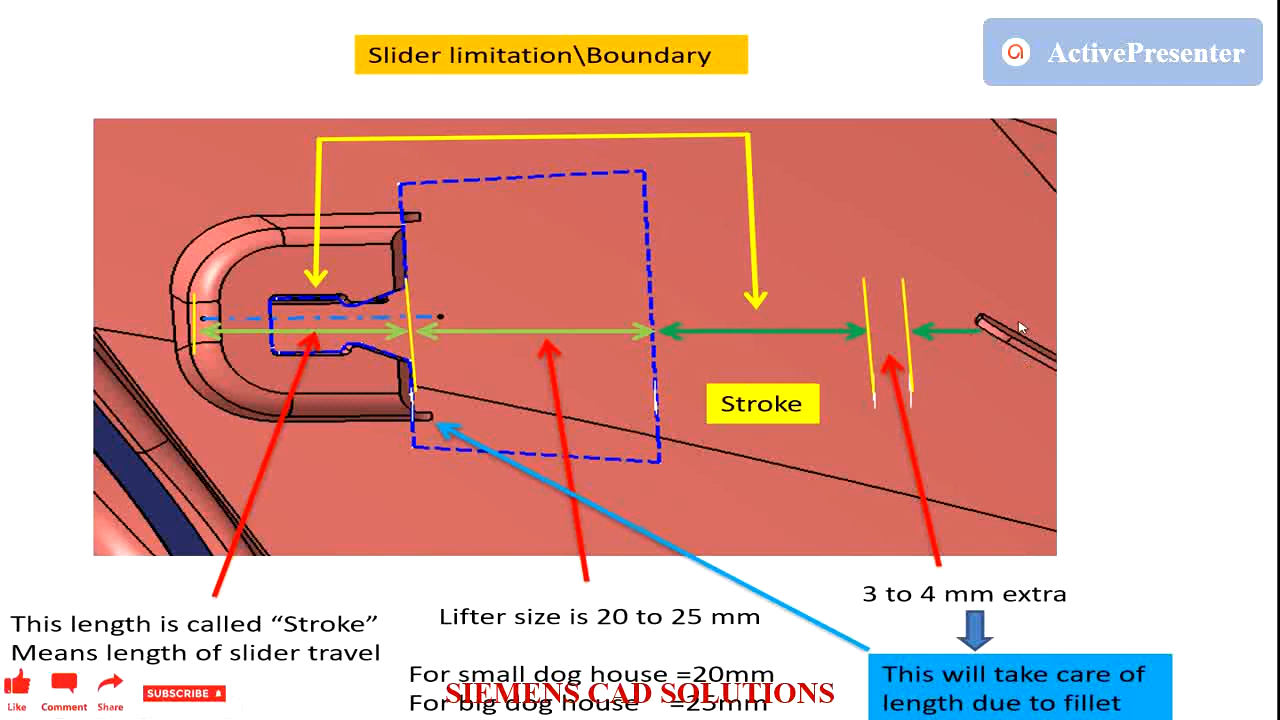 Slider limitation\Boundary
ActivePresenter
Stroke
3 to 4 mm extra
This length is called “Stroke”
Means length of slider travel
Lifter size is 20 to 25 mm
For small dog house =20mm
For big dog house =25mm
This will take care of
length due to fillet
SIEMENS CAD SOLUTIONS
Like
Comment
Share
SUBSCRIBE